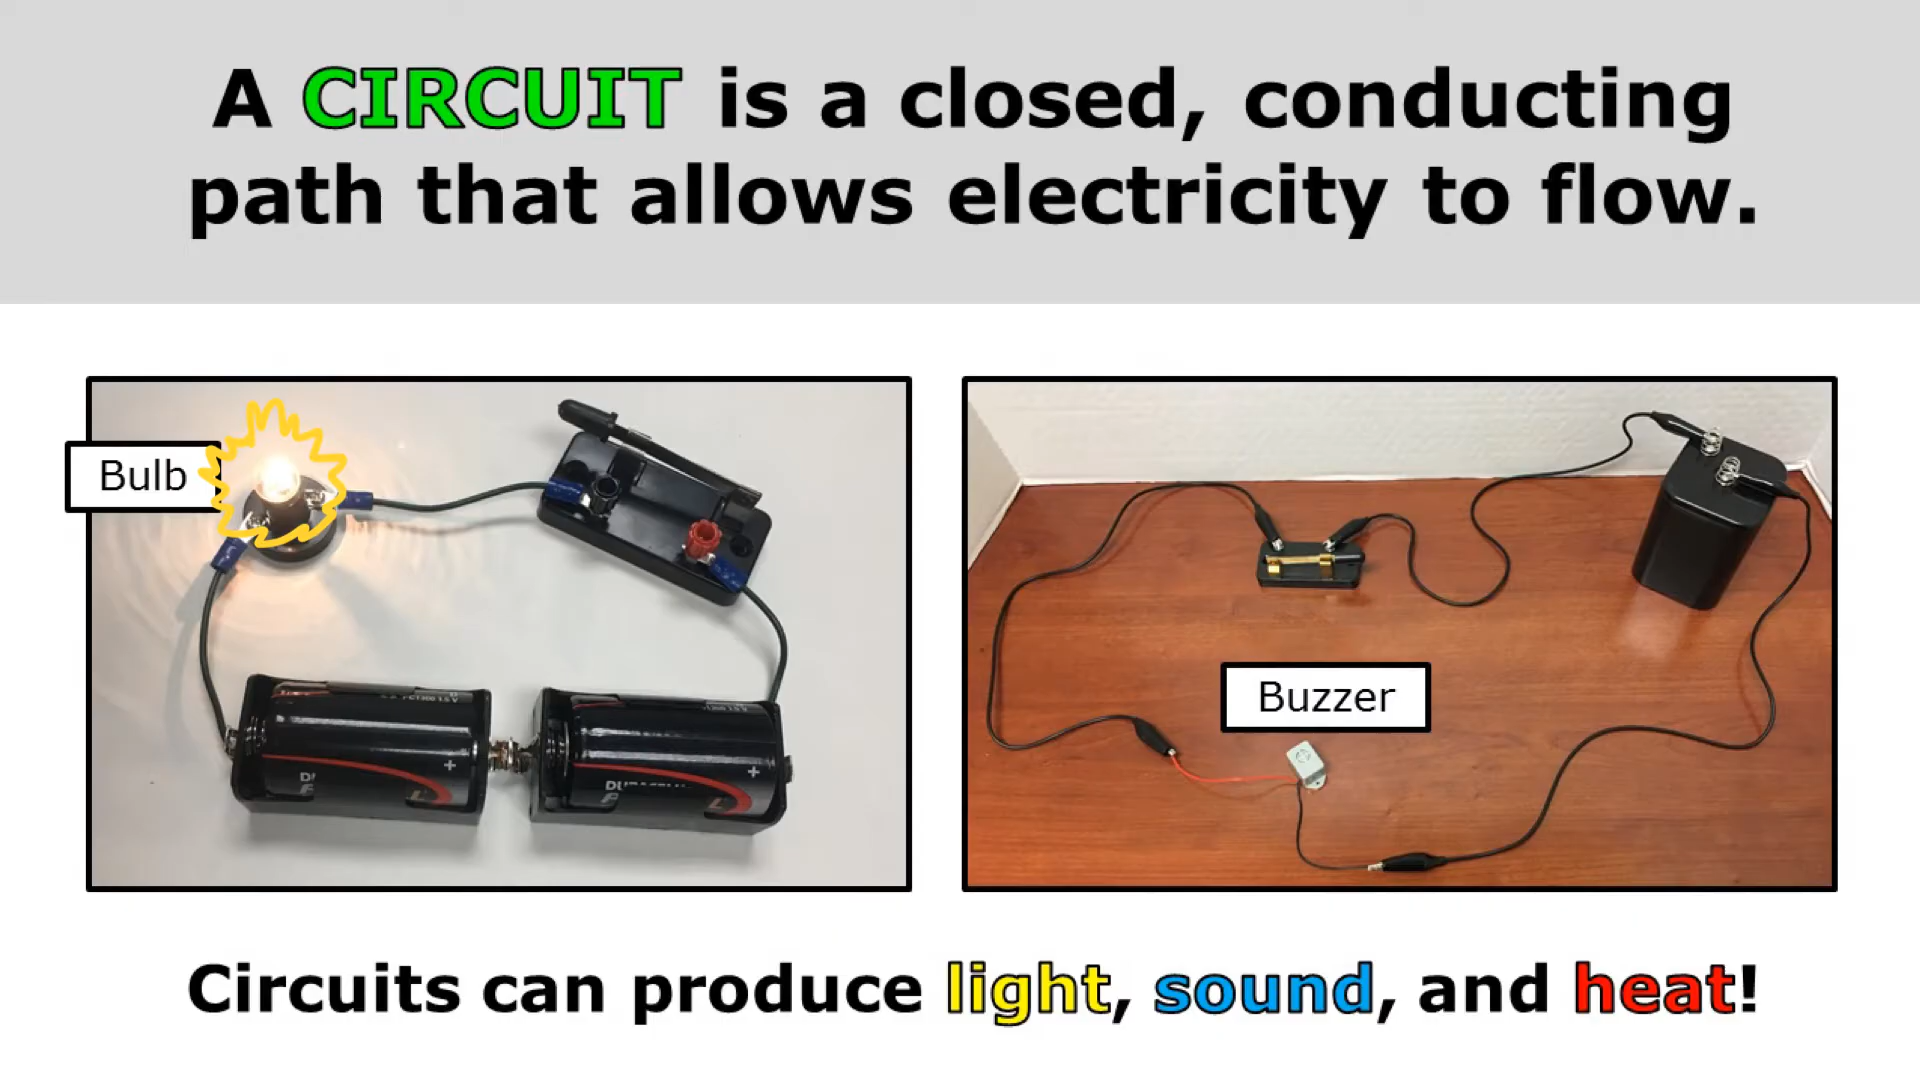 A CIRCUIT is a closed, conducting
path that allows electricity to flow.
Bulb
Buzzer
+
+
Circuits can produce light, sound, and heat!